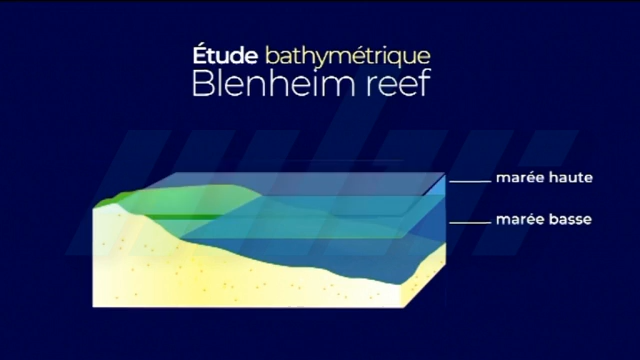 Étude bathymétrique
Blenheim reef
marée haute
marée basse